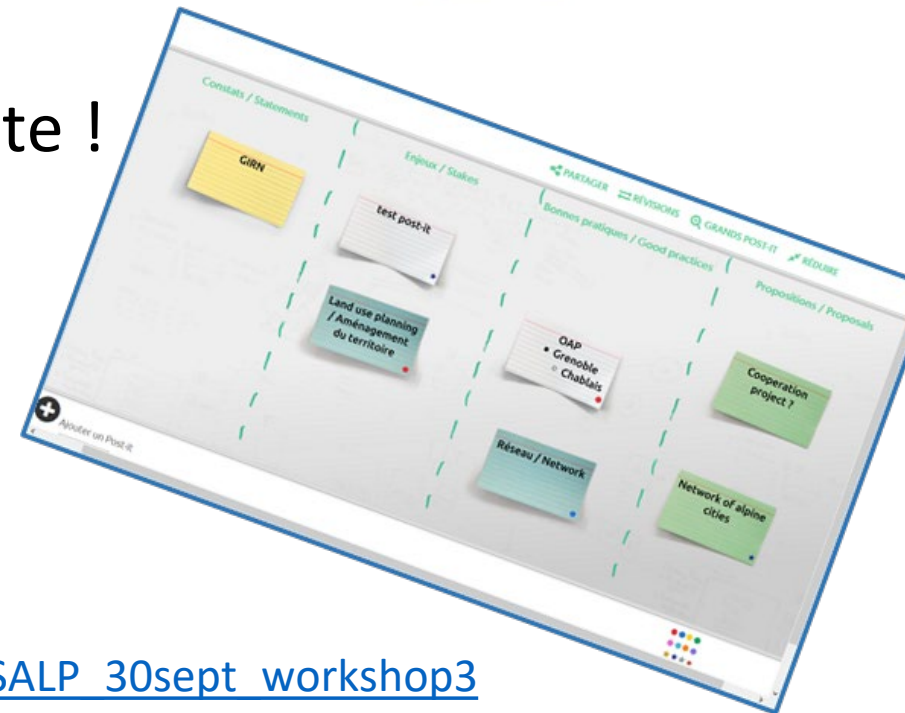 te !
Constats / Statements
Enjeux / Stakes
Bonnes pratiques / Good practices
Propositions / Proposals
PARTAGER
RÉVISIONS
GRANDS POST-IT
RÉDUIRE
GIRN
test post-it
Land use planning
/ Aménagement
du territoire
OAP
• Grenoble
Chablais
Réseau / Network
Cooperation
project ?
Network of alpine
cities
Ajouter un Post-it
SALP_30sept_workshop3